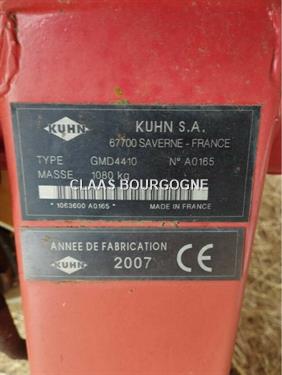 KUHN
KUHN S.A.
67700 SAVERNE - FRANCE
TYPE GMD4410 N° A0165
MASSE 1080 kg
CLAAS BOURGOGNE
* 1063600 A0165 * MADE IN FRANCE
ANNEE DE FABRICATION
KUHN 2007 CE